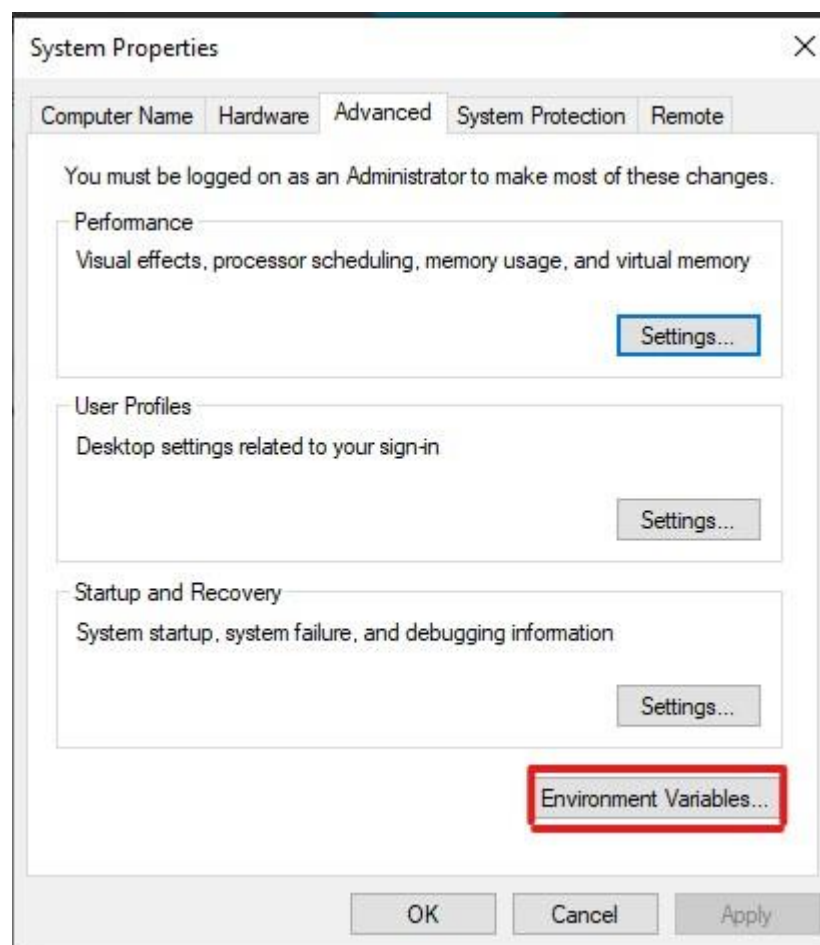 System Properties
Computer Name Hardware Advanced System Protection Remote
You must be logged on as an Administrator to make most of these changes.
Performance
Visual effects, processor scheduling, memory usage, and virtual memory
Settings...
User Profiles
Desktop settings related to your sign-in
Settings...
Startup and Recovery
System startup, system failure, and debugging information
Settings...
Environment Variables...
OK Cancel Apply